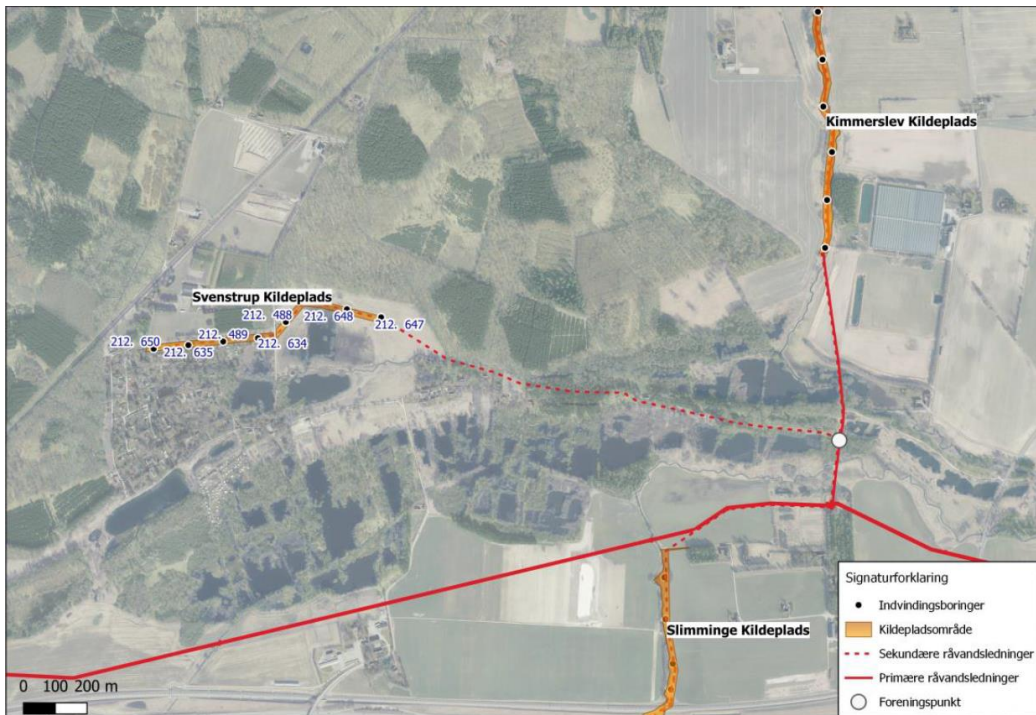 Kimmerslev Kildeplads
Svenstrup Kildeplads
212. 488
212. 648
212. 647
212. 650
212. 489
212. 635
212. 634
Slimminge Kildeplads
Signaturforklaring
Indvindingsboringer
Kildepladsområde
Sekundære råvandsledninger
Primære råvandsledninger
Foreningspunkt
0 100 200 m